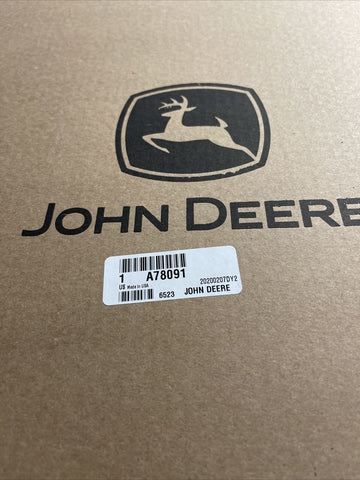 JOHN DEERE
1 A78091
US Made in USA 20200207DY2
6523 JOHN DEERE